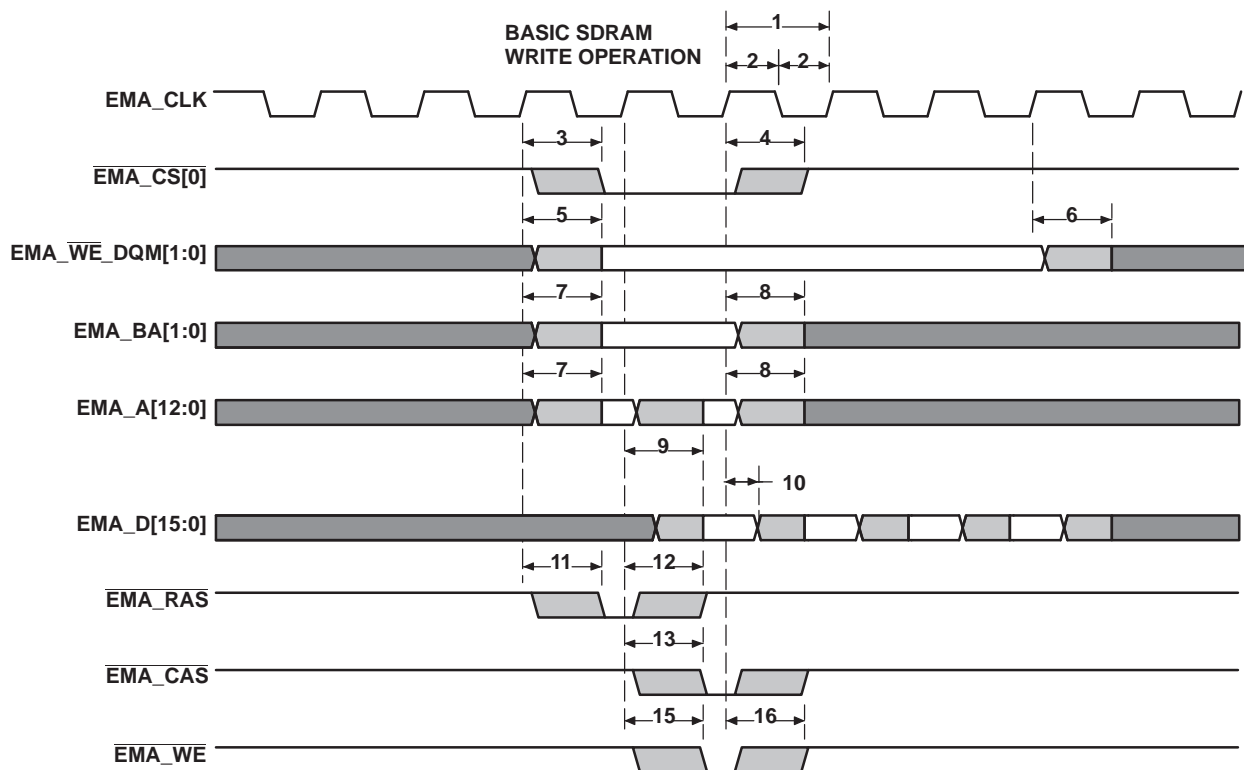 1
BASIC SDRAM
WRITE OPERATION
2 2
EMA_CLK
3 4
EMA_CS[0]
5 6
EMA_WE_DQM[1:0]
7 8
EMA_BA[1:0]
7 8
EMA_A[12:0]
9
10
EMA_D[15:0]
11 12
EMA_RAS
13
EMA_CAS
15 16
EMA_WE